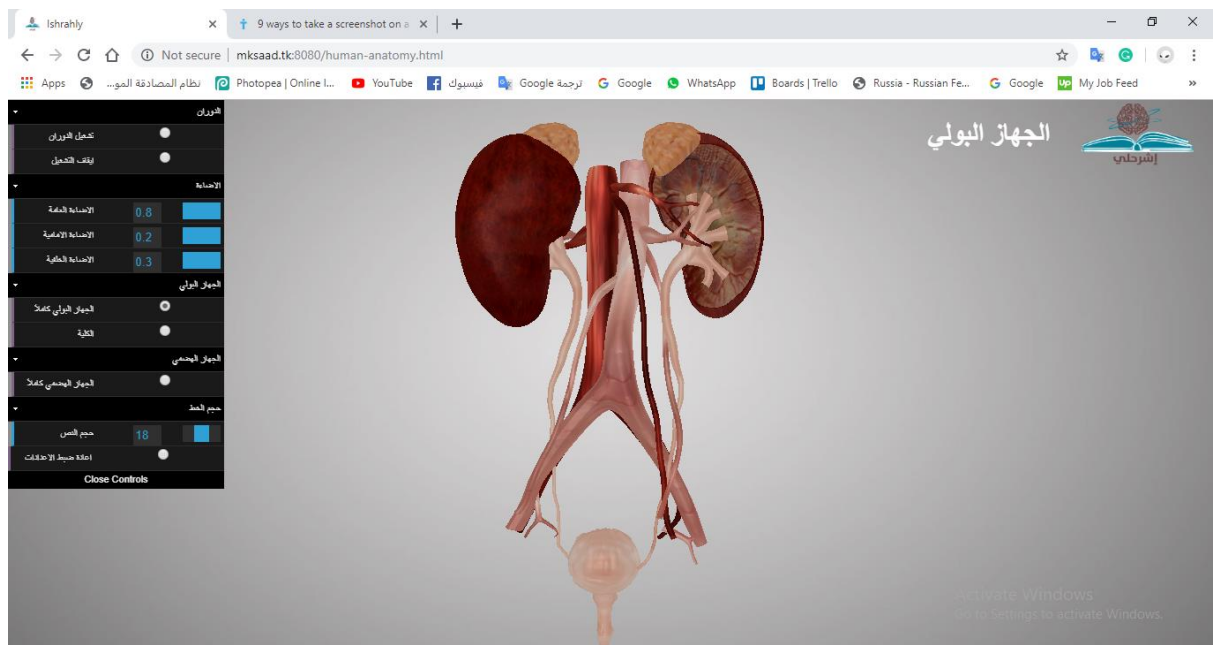 Ishrahly
9 ways to take a screenshot on a
Not secure | mksaad.tk:8080/human-anatomy.html
Apps نظام المصادقة المو... Photopea | Online I... YouTube فيسبوك ترجمة Google Google WhatsApp Boards | Trello Russia - Russian Fe... Google My Job Feed »
الجهاز البولي
إشرحلي
الدوران
تفعيل الدوران
ايقاف التفعيل
الاضاءة
الاضاءة العامة 0.8
الاضاءة الامامية 0.2
الاضاءة الخلفية 0.3
الجهاز البولي
الجهاز البولي كاملاً
الكلية
الجهاز الهضمي
الجهاز الهضمي كاملاً
حجم الخط
حجم النص 18
اعادة ضبط الاعدادات
Close Controls
Activate Windows
Go to Settings to activate Windows.